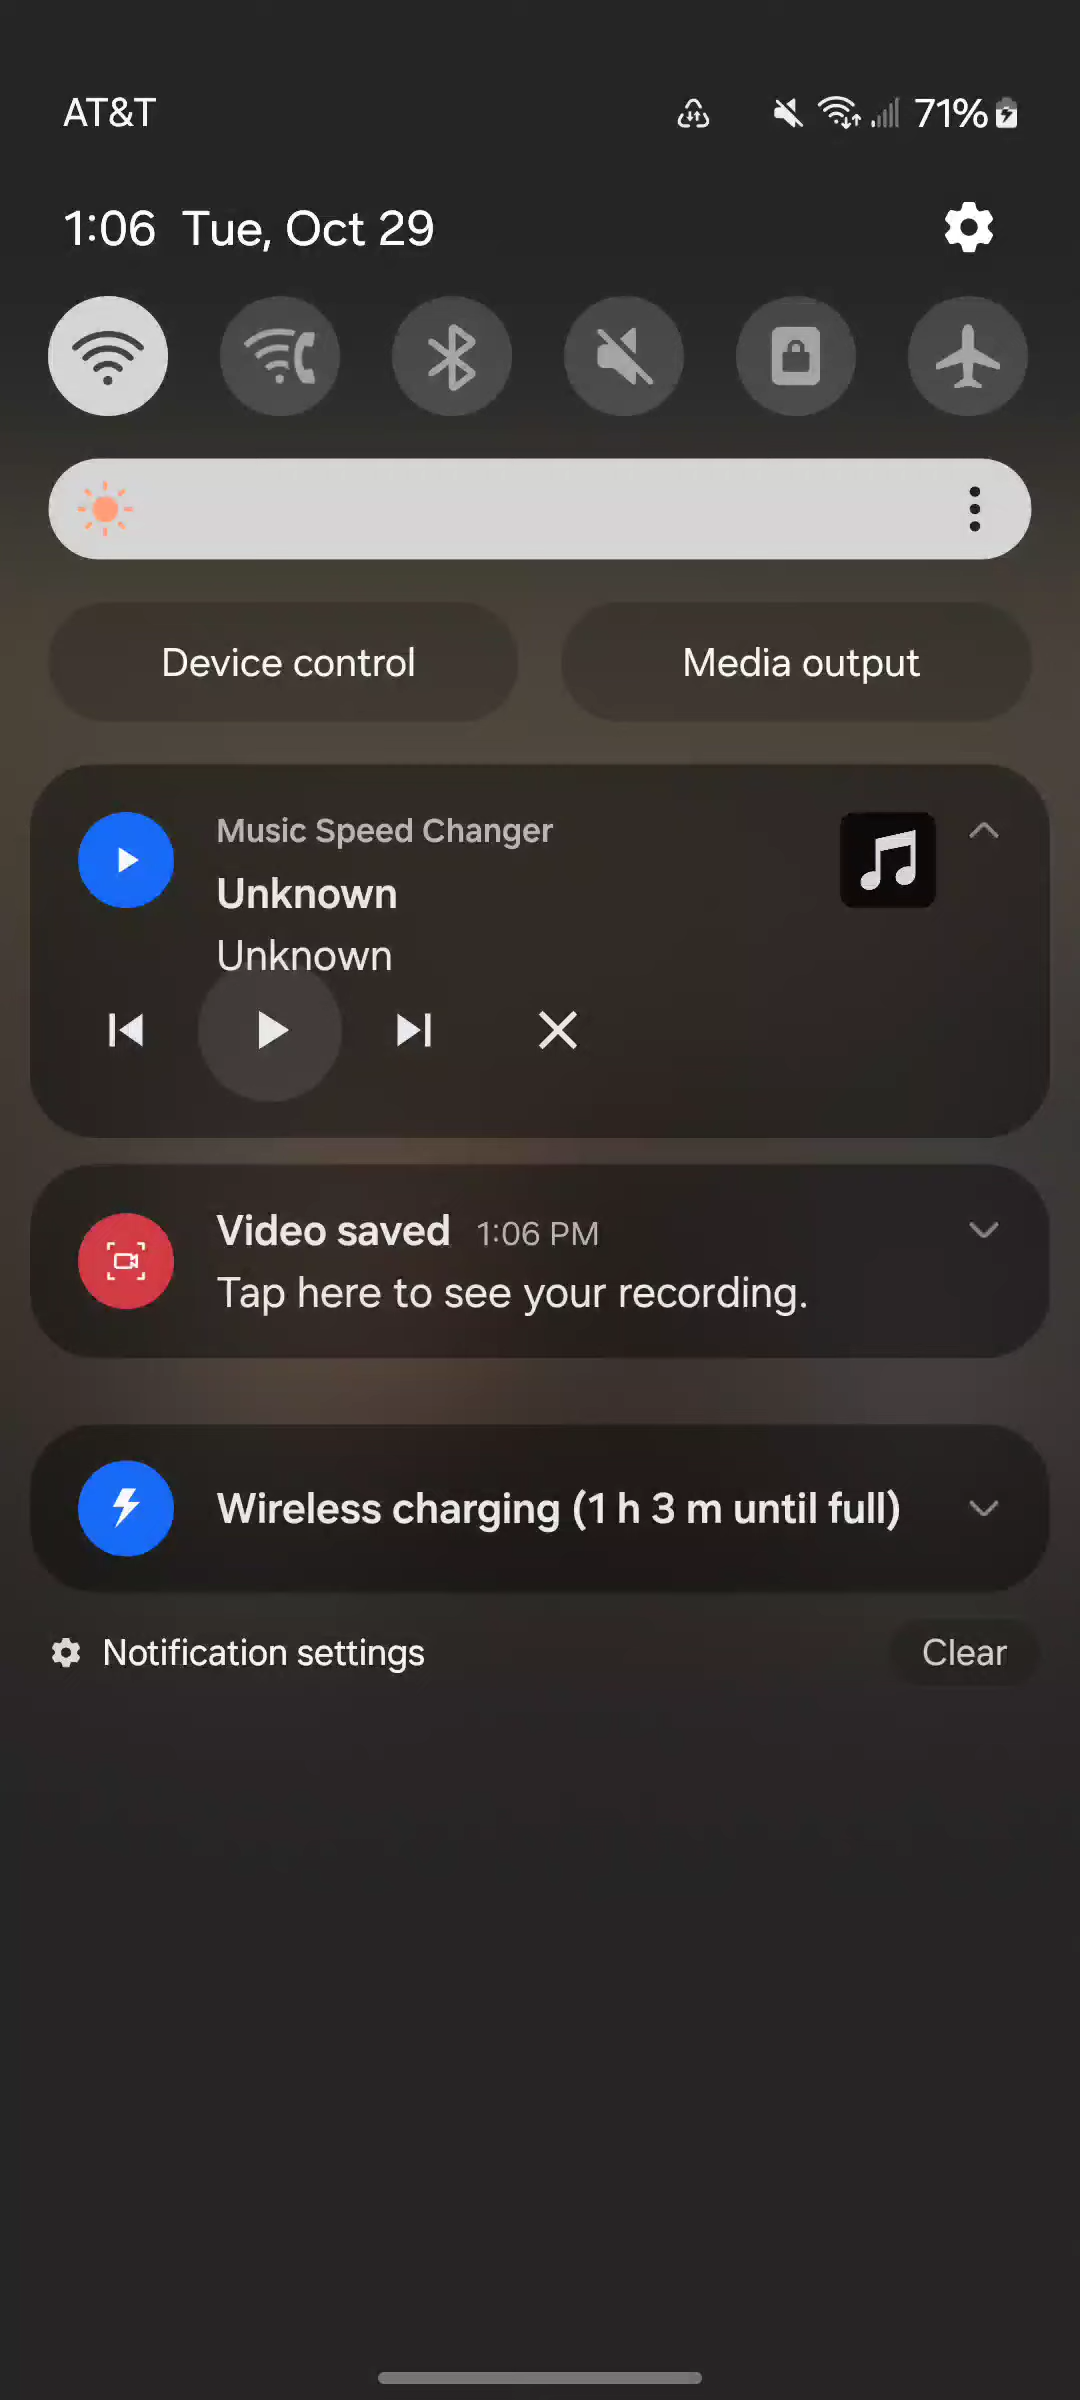 AT&T
71%
1:06 Tue, Oct 29
Device control
Media output
Music Speed Changer
Unknown
Unknown
Video saved 1:06 PM
Tap here to see your recording.
Wireless charging (1 h 3 m until full)
Notification settings
Clear